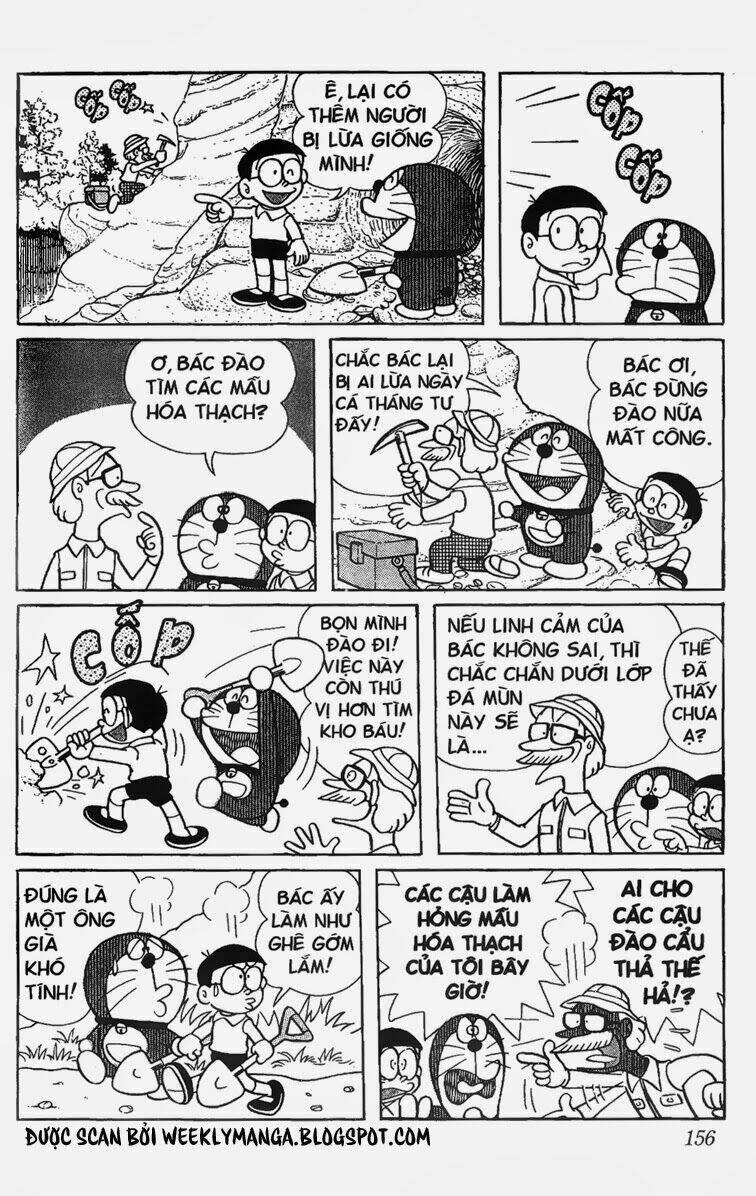 CỐP
CỐP
CỐP
CỐP
Ê, LẠI CÓ
THÊM NGƯỜI
BỊ LỪA GIỐNG
MÌNH!
BÁC ƠI,
BÁC ĐỪNG
ĐÀO NỮA
MẤT CÔNG.
CHẮC BÁC LẠI
BỊ AI LỪA NGÀY
CÁ THÁNG TƯ
ĐẤY!
Ơ, BÁC ĐÀO
TÌM CÁC MẪU
HÓA THẠCH?
THẾ
ĐÃ
THẤY
CHƯA
Ạ?
NẾU LINH CẢM CỦA
BÁC KHÔNG SAI, THÌ
CHẮC CHẮN DƯỚI LỚP
ĐÁ MÙN
NÀY SẼ
LÀ...
BỌN MÌNH
ĐÀO ĐI!
VIỆC NÀY
CÒN THÚ
VỊ HƠN TÌM
KHO BÁU!
CỐP
AI CHO
CÁC CẬU
ĐÀO CẨU
THẢ THẾ
HẢ!?
CÁC CẬU LÀM
HỎNG MẪU
HÓA THẠCH
CỦA TÔI BÂY
GIỜ!
BÁC ẤY
LÀM NHƯ
GHÊ GỚM
LẮM!
ĐÚNG LÀ
MỘT ÔNG
GIÀ
KHÓ
TÍNH!
ĐƯỢC SCAN BỞI WEEKLYMANGA.BLOGSPOT.COM
156